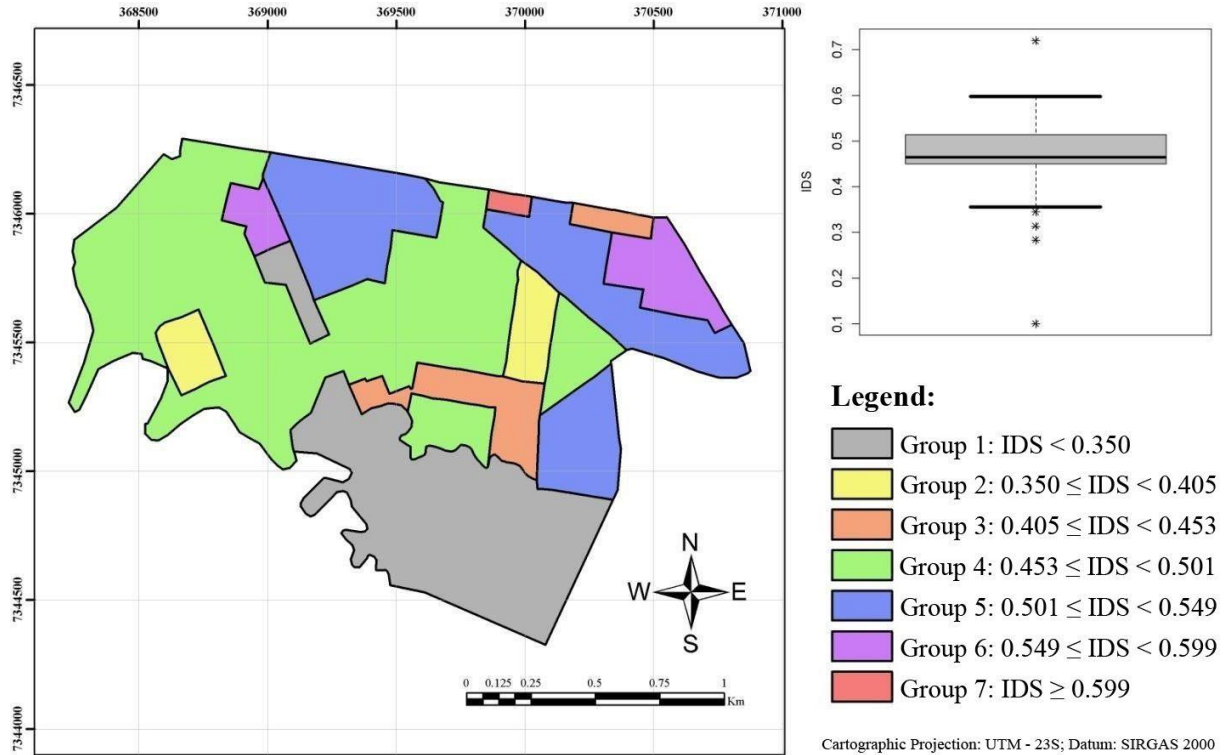 368500 369000 369500 370000 370500 371000
7346500
7346000
7345500
7345000
7344500
7344000
N
W E
S
0 0.125 0.25 0.5 0.75 1
Km
IDS
0.7
0.6
0.5
0.4
0.3
0.2
0.1
Legend:
Group 1: IDS < 0.350
Group 2: 0.350 ≤ IDS < 0.405
Group 3: 0.405 ≤ IDS < 0.453
Group 4: 0.453 ≤ IDS < 0.501
Group 5: 0.501 ≤ IDS < 0.549
Group 6: 0.549 ≤ IDS < 0.599
Group 7: IDS ≥ 0.599
Cartographic Projection: UTM - 23S; Datum: SIRGAS 2000